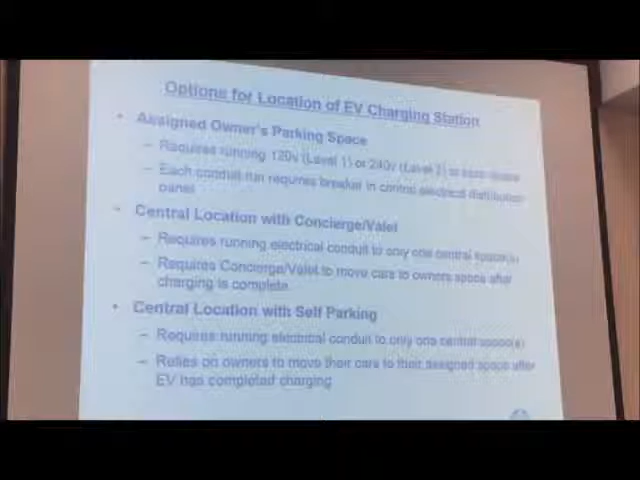 Options for Location of EV Charging Station
• Assigned Owner's Parking Space
– Requires running 120v (Level 1) or 240v (Level 2) to each space
– Each conduit run requires breaker in central electrical distribution
panel
• Central Location with Concierge/Valet
– Requires running electrical conduit to only one central space(s)
– Requires Concierge/Valet to move cars to owners space after
charging is complete
• Central Location with Self Parking
– Requires running electrical conduit to only one central space(s)
– Relies on owners to move their cars to their assigned space after
EV has completed charging